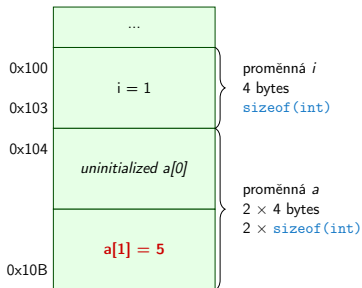 ...
0x100
i = 1
0x103
proměnná i
4 bytes
sizeof(int)
0x104
uninitialized a[0]
a[1] = 5
0x10B
proměnná a
2 × 4 bytes
2 × sizeof(int)